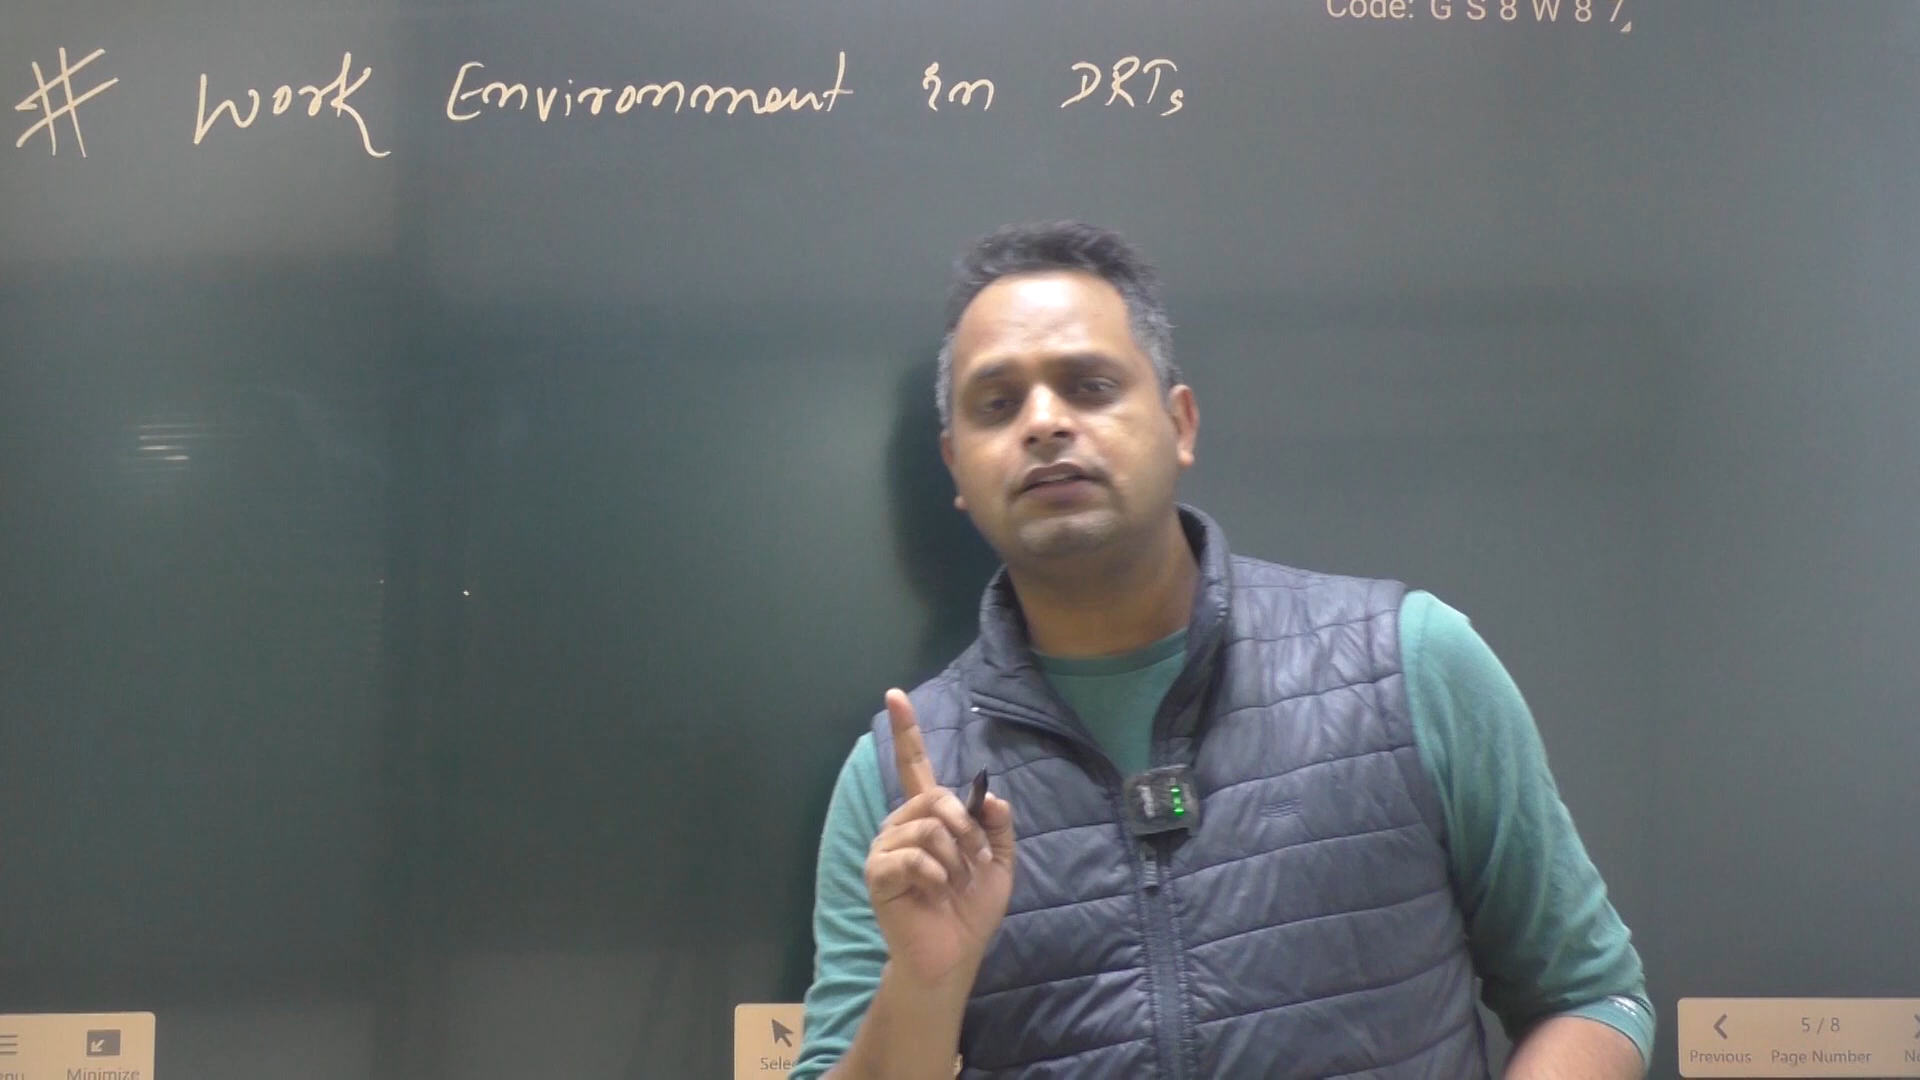 Code: G S 8 W 8 7
# Work Environment in DRTs
Minimize
5 / 8
Previous Page Number